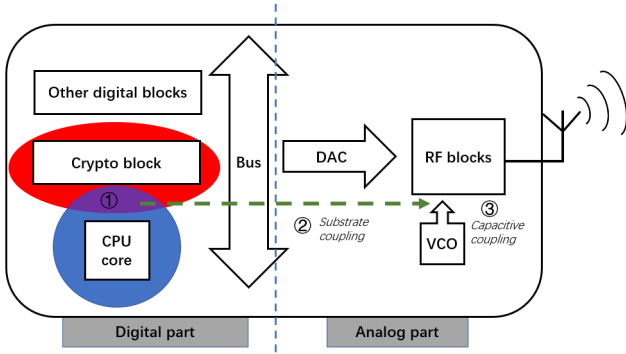 Other digital blocks
Crypto block
①
CPU
core
Bus
DAC
② Substrate
coupling
RF blocks
③
Capacitive
coupling
VCO
Digital part
Analog part